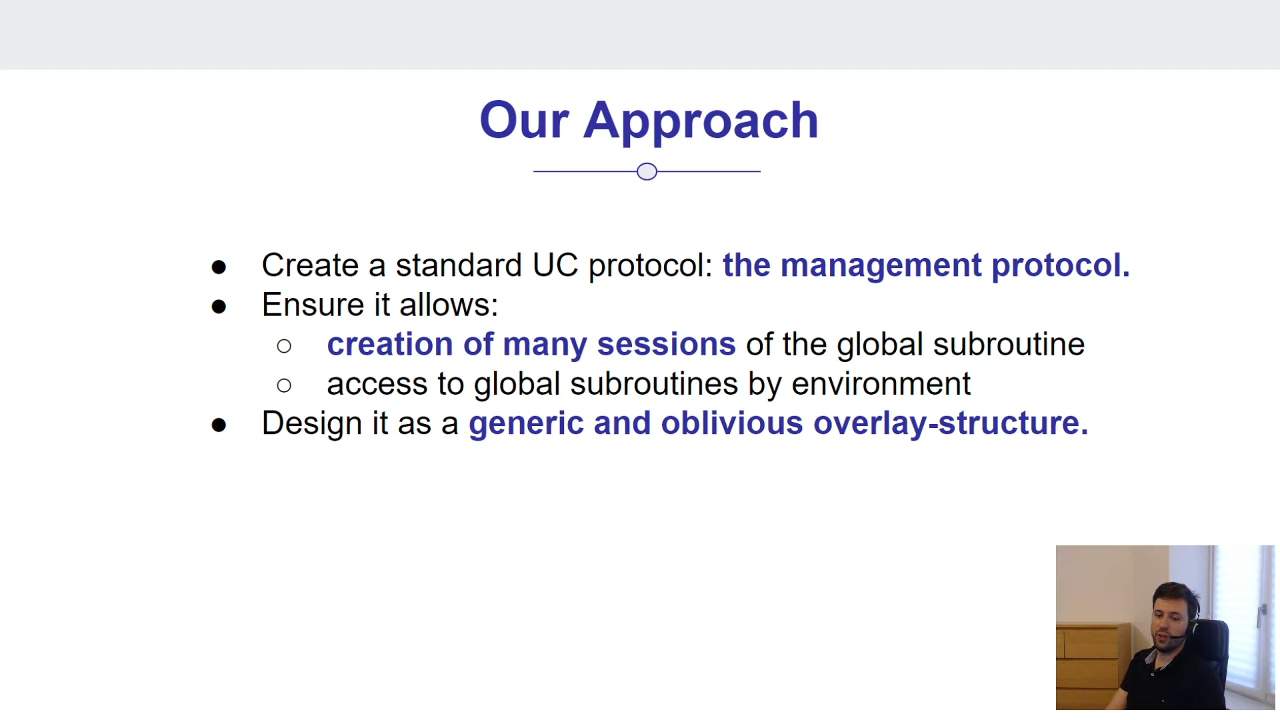 Our Approach
● Create a standard UC protocol: the management protocol.
● Ensure it allows:
○ creation of many sessions of the global subroutine
○ access to global subroutines by environment
● Design it as a generic and oblivious overlay-structure.